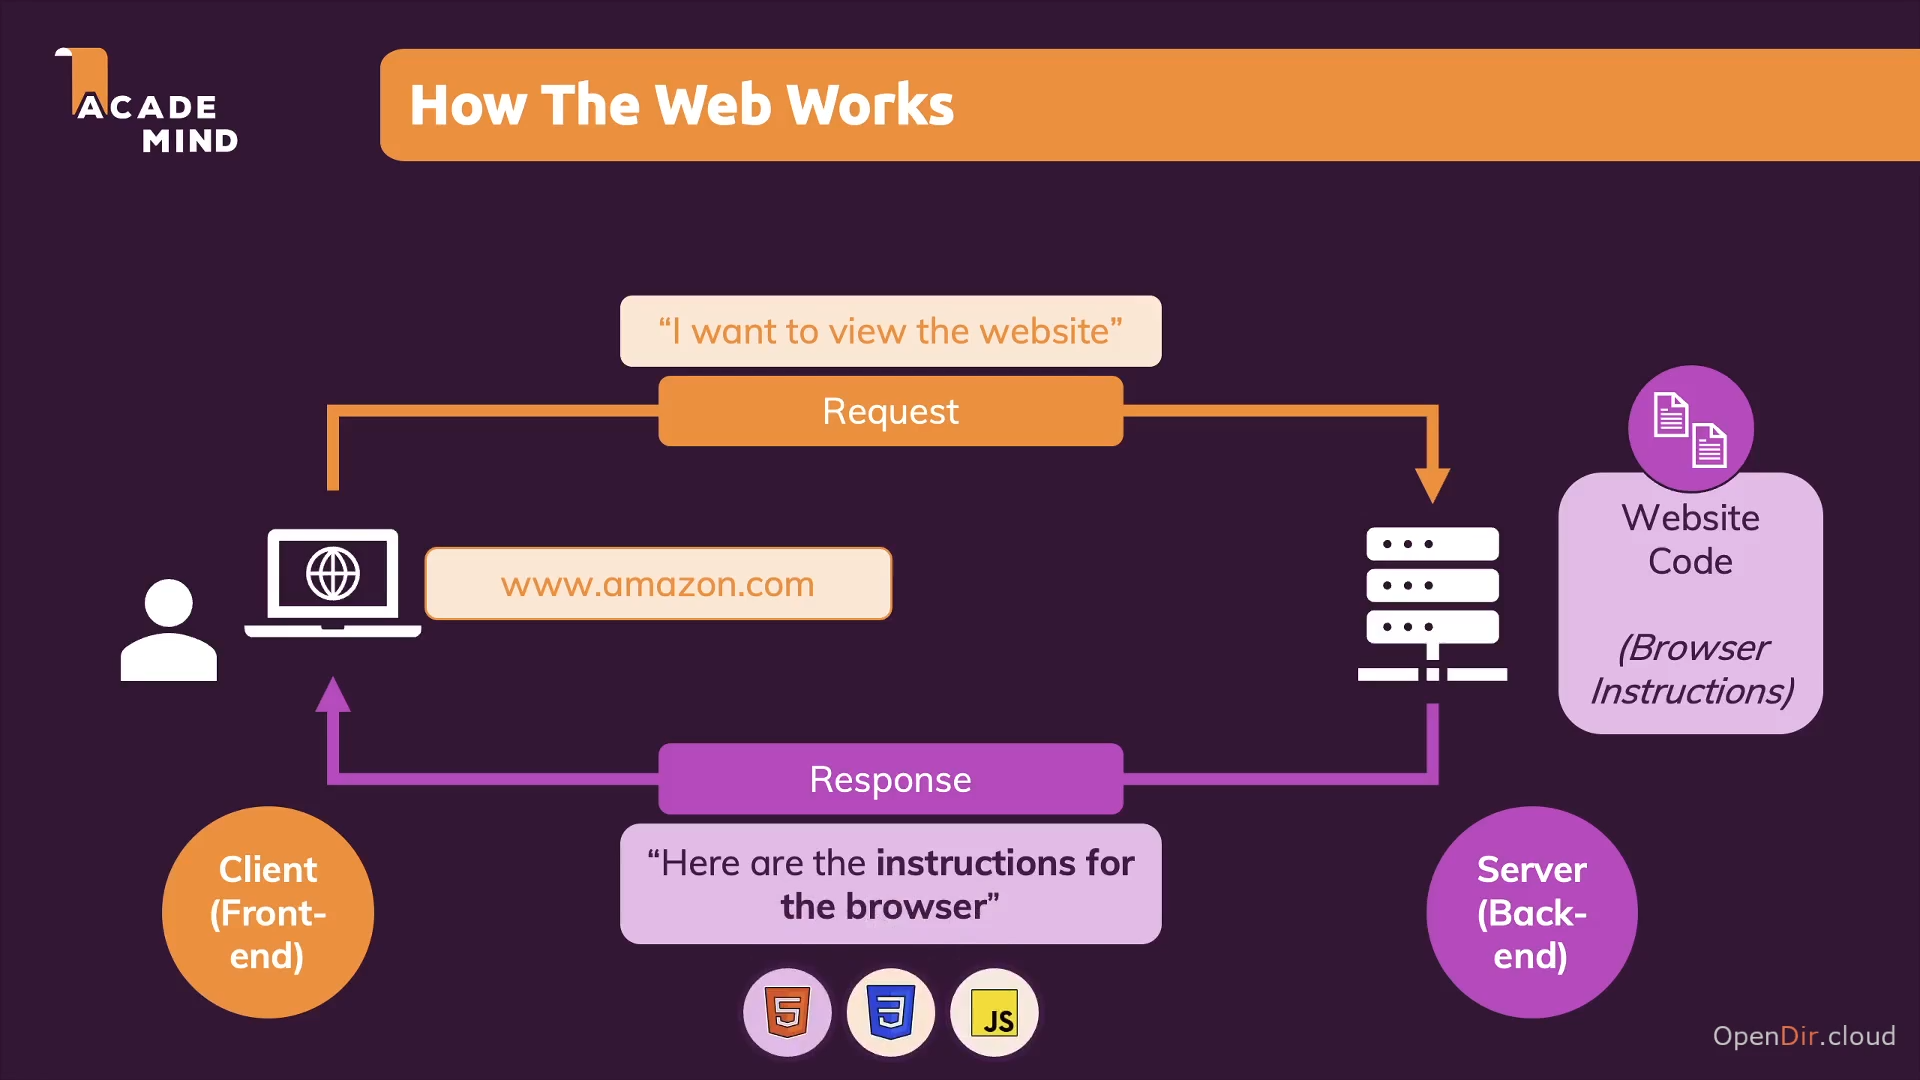 ACADE
MIND
How The Web Works
“I want to view the website”
Request
www.amazon.com
Website
Code
(Browser
Instructions)
Response
“Here are the instructions for
the browser”
Client
(Front-
end)
Server
(Back-
end)
JS
OpenDir.cloud